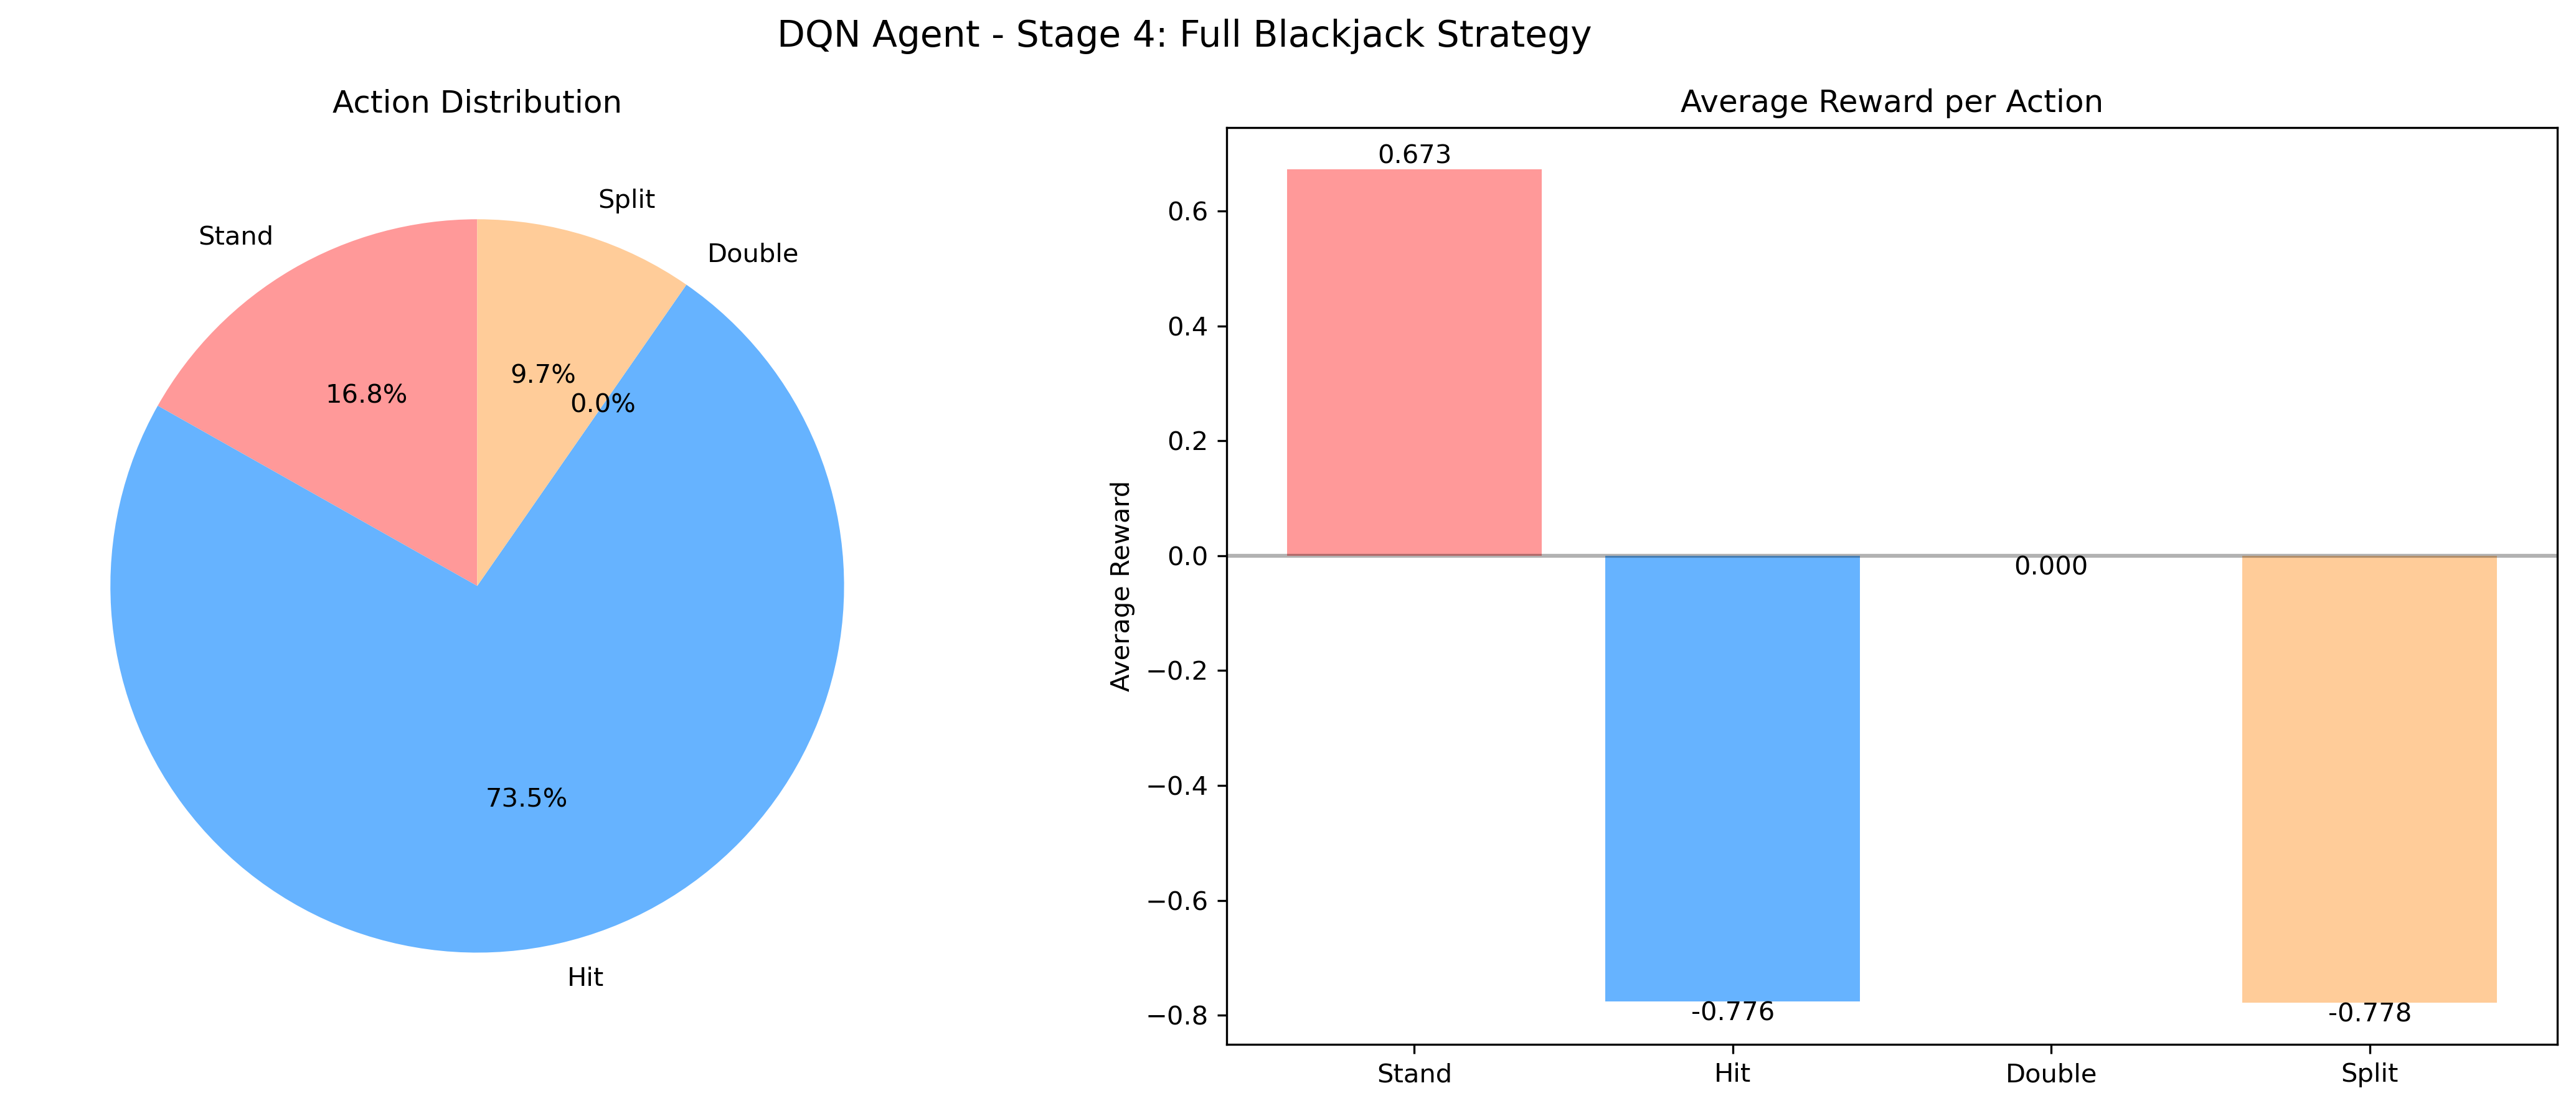 DQN Agent - Stage 4: Full Blackjack Strategy
Action Distribution
Split
Stand
Double
9.7%
16.8%
0.0%
73.5%
Hit
Average Reward per Action
Average Reward
0.6
0.4
0.2
0.0
−0.2
−0.4
−0.6
−0.8
0.673
0.000
-0.776
-0.778
Stand
Hit
Double
Split